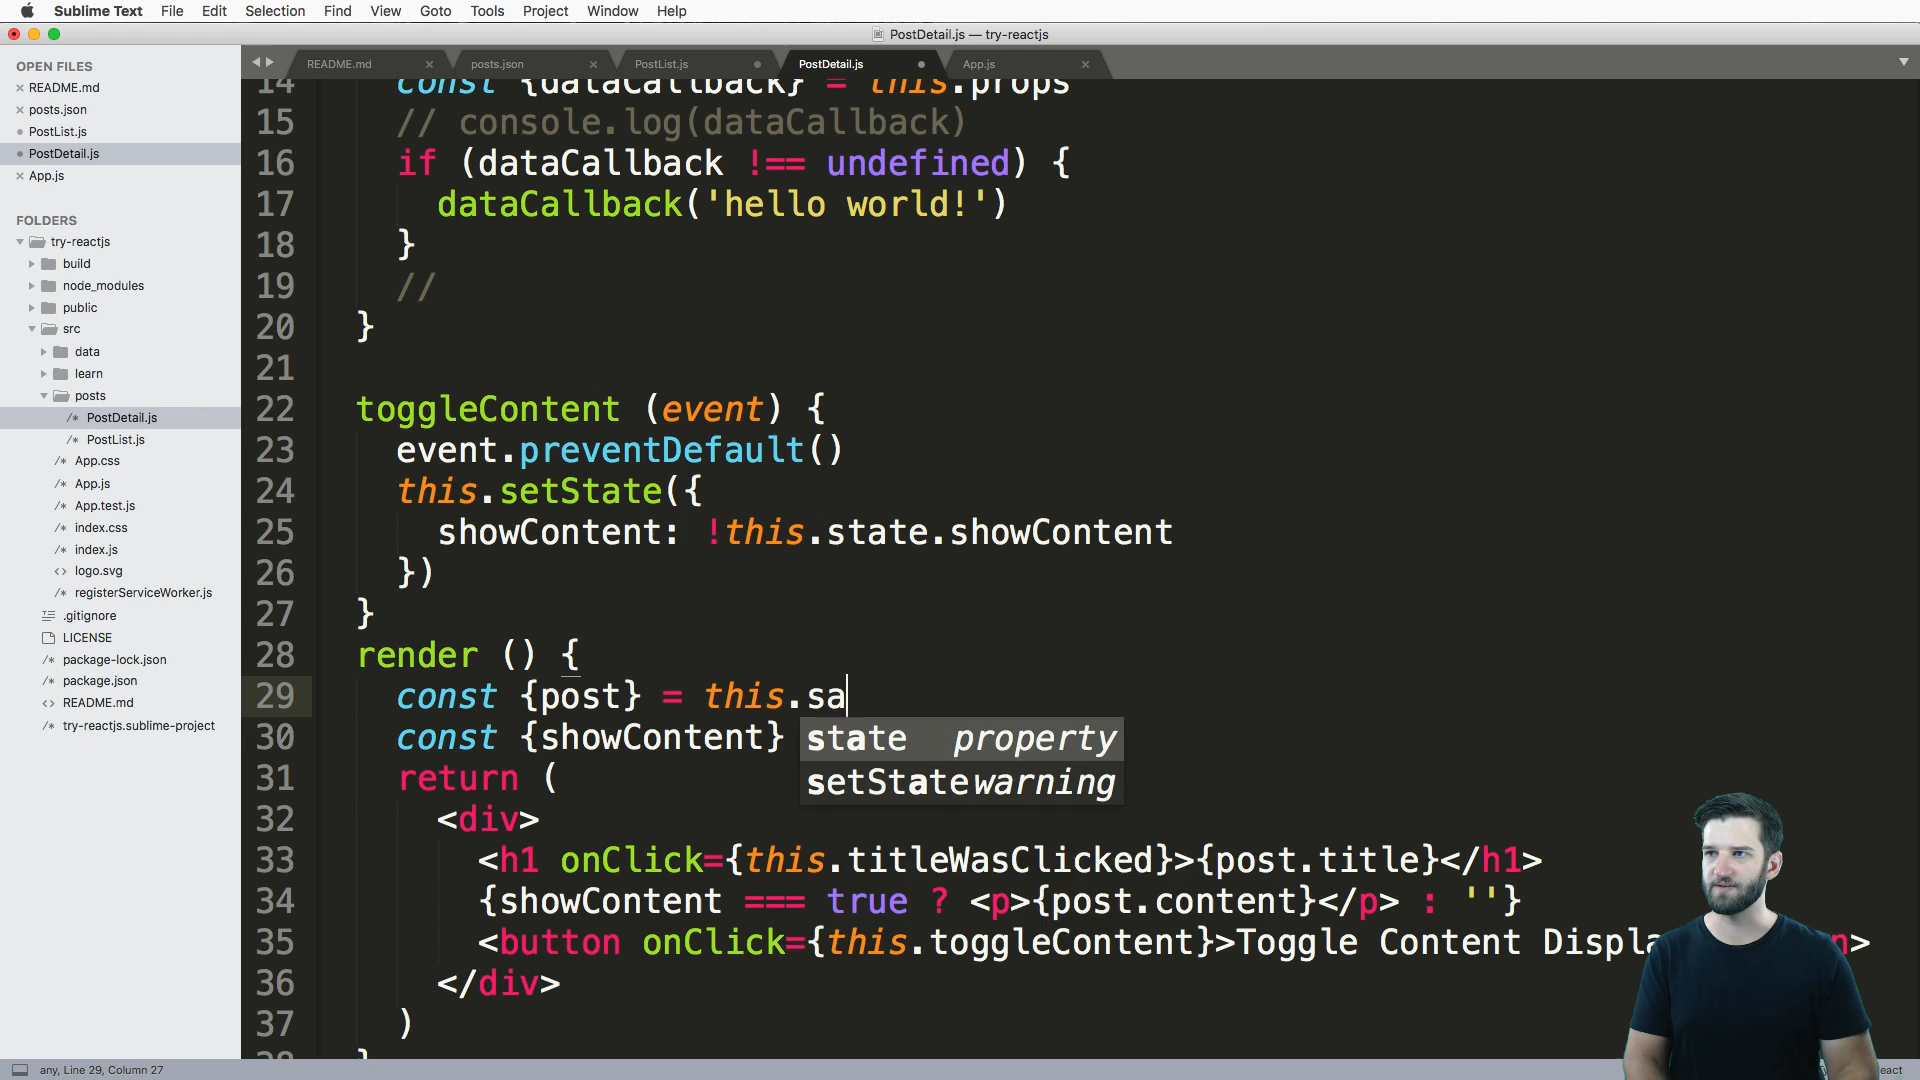 Sublime Text File Edit Selection Find View Goto Tools Project Window Help
PostDetail.js — try-reactjs
OPEN FILES
README.md
posts.json
PostList.js
PostDetail.js
App.js
FOLDERS
try-reactjs
build
node_modules
public
src
data
learn
posts
/* PostDetail.js
/* PostList.js
/* App.css
/* App.js
/* App.test.js
/* index.css
/* index.js
<> logo.svg
/* registerServiceWorker.js
.gitignore
LICENSE
/* package-lock.json
/* package.json
<> README.md
/* try-reactjs.sublime-project
README.md posts.json PostList.js PostDetail.js App.js
14 const {dataCallback} = this.props
15 // console.log(dataCallback)
16 if (dataCallback !== undefined) {
17 dataCallback('hello world!')
18 }
19 //
20 }
21
22 toggleContent (event) {
23 event.preventDefault()
24 this.setState({
25 showContent: !this.state.showContent
26 })
27 }
28 render () {
29 const {post} = this.sa
30 const {showContent}
state property
setState warning
31 return (
32 <div>
33 <h1 onClick={this.titleWasClicked}>{post.title}</h1>
34 {showContent === true ? <p>{post.content}</p> : ''}
35 <button onClick={this.toggleContent}>Toggle Content
36 </div>
37 )
38 }
any, Line 29, Column 27